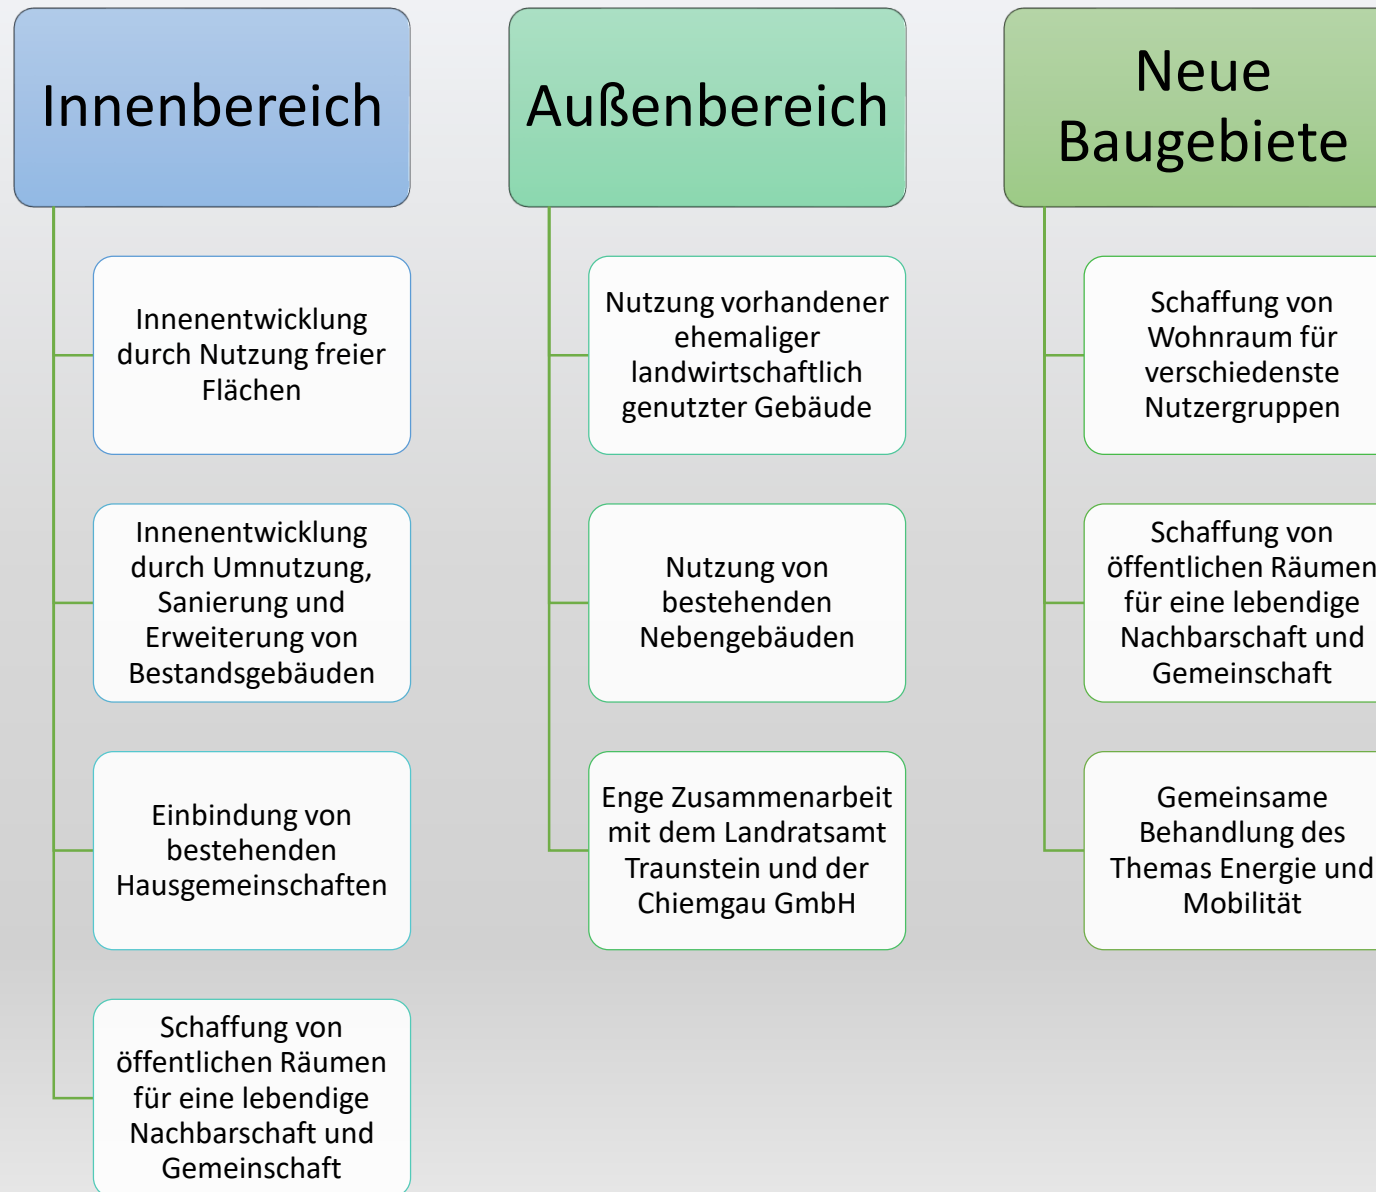 Innenbereich
Innenentwicklung
durch Nutzung freier
Flächen
Innenentwicklung
durch Umnutzung,
Sanierung und
Erweiterung von
Bestandsgebäuden
Einbindung von
bestehenden
Hausgemeinschaften
Schaffung von
öffentlichen Räumen
für eine lebendige
Nachbarschaft und
Gemeinschaft
Außenbereich
Nutzung vorhandener
ehemaliger
landwirtschaftlich
genutzter Gebäude
Nutzung von
bestehenden
Nebengebäuden
Enge Zusammenarbeit
mit dem Landratsamt
Traunstein und der
Chiemgau GmbH
Neue
Baugebiete
Schaffung von
Wohnraum für
verschiedenste
Nutzergruppen
Schaffung von
öffentlichen Räumen
für eine lebendige
Nachbarschaft und
Gemeinschaft
Gemeinsame
Behandlung des
Themas Energie und
Mobilität